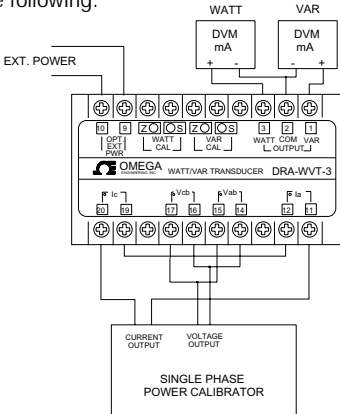 e following:
WATT VAR
DVM mA DVM mA
+ - - +
EXT. POWER
10 9 Z S Z S 3 2 1
OPT EXT PWR WATT CAL VAR CAL WATT COM VAR
OUTPUT
OMEGA ENGINEERING, INC. WATT/VAR TRANSDUCER DRA-WVT-3
Ic Vcb Vab Ia
20 19 17 16 15 14 12 11
CURRENT OUTPUT VOLTAGE OUTPUT
SINGLE PHASE
POWER CALIBRATOR